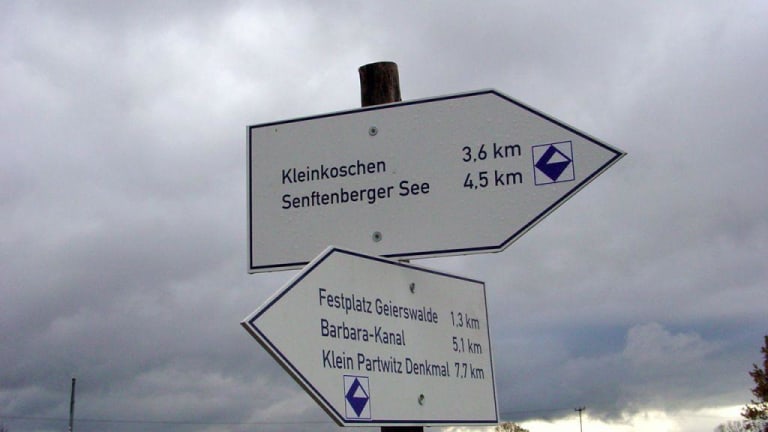 Kleinkoschen 3,6 km
Senftenberger See 4,5 km
Festplatz Geierswalde 1,3 km
Barbara-Kanal 5,1 km
Klein Partwitz Denkmal 7,7 km